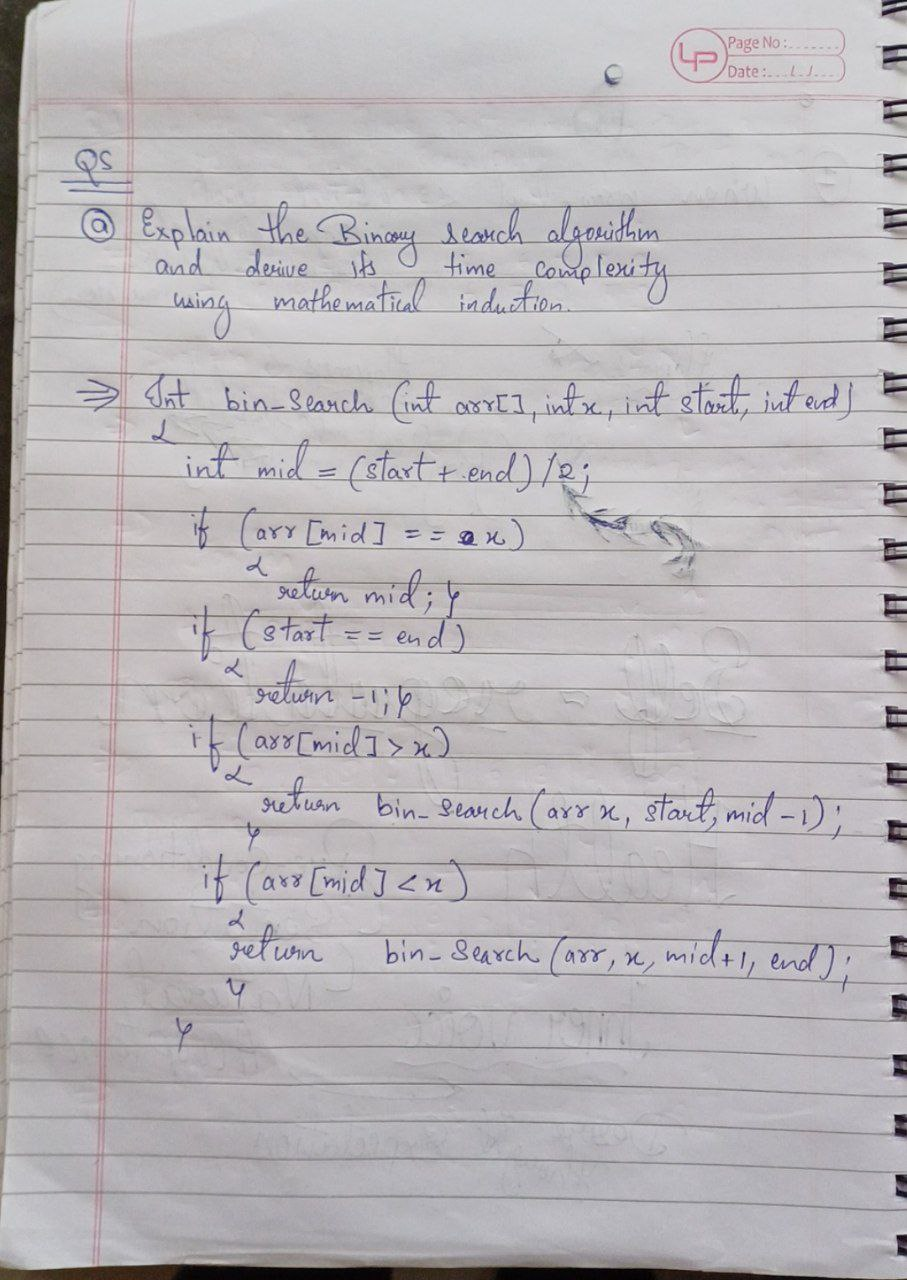 LP
Page No :.......
Date :... / /...
Q5
ⓐ Explain the Binary search algorithm
and derive its time complexity
using mathematical induction.
⇒ Int bin-Search (int arr[], int x, int start, int end)
{
int mid = (start + end) /2;
if (arr [mid] == x)
{
return mid; }
if (start == end)
{
return -1; }
if (arr[mid] > x)
{
return bin-search (arr x, start, mid -1);
}
if (arr [mid] < x)
{
return bin-Search (arr, x, mid+1, end);
}
}